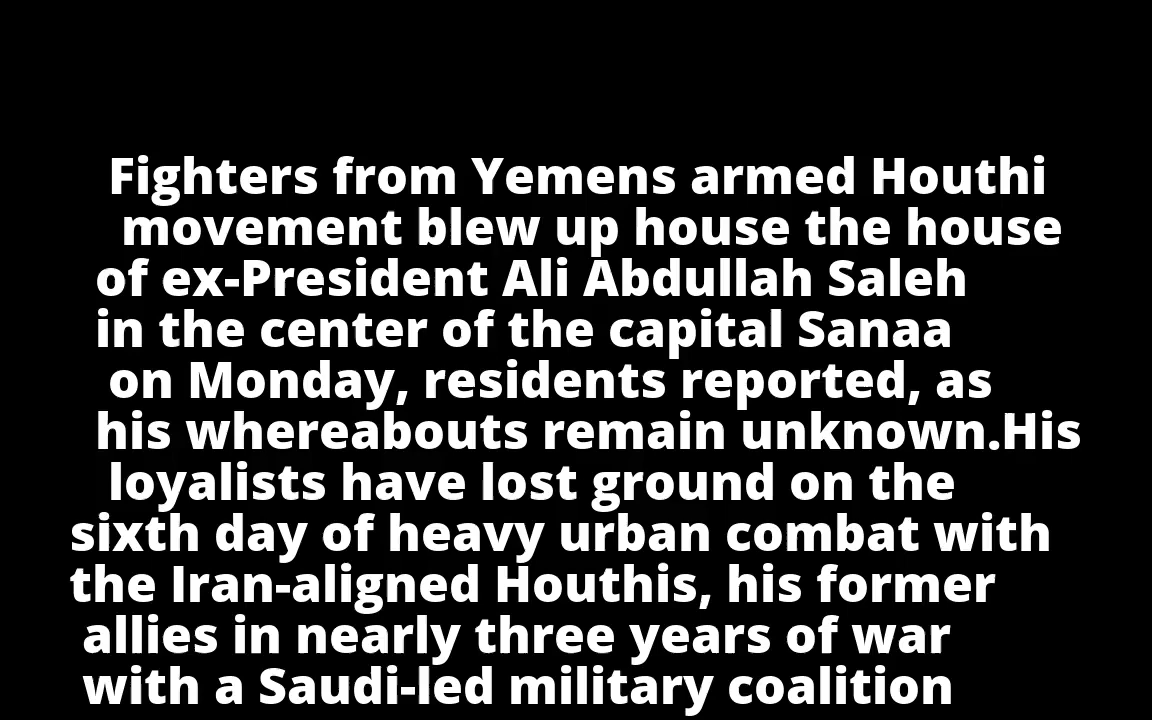 Fighters from Yemens armed Houthi
movement blew up house the house
of ex-President Ali Abdullah Saleh
in the center of the capital Sanaa
on Monday, residents reported, as
his whereabouts remain unknown.His
loyalists have lost ground on the
sixth day of heavy urban combat with
the Iran-aligned Houthis, his former
allies in nearly three years of war
with a Saudi-led military coalition